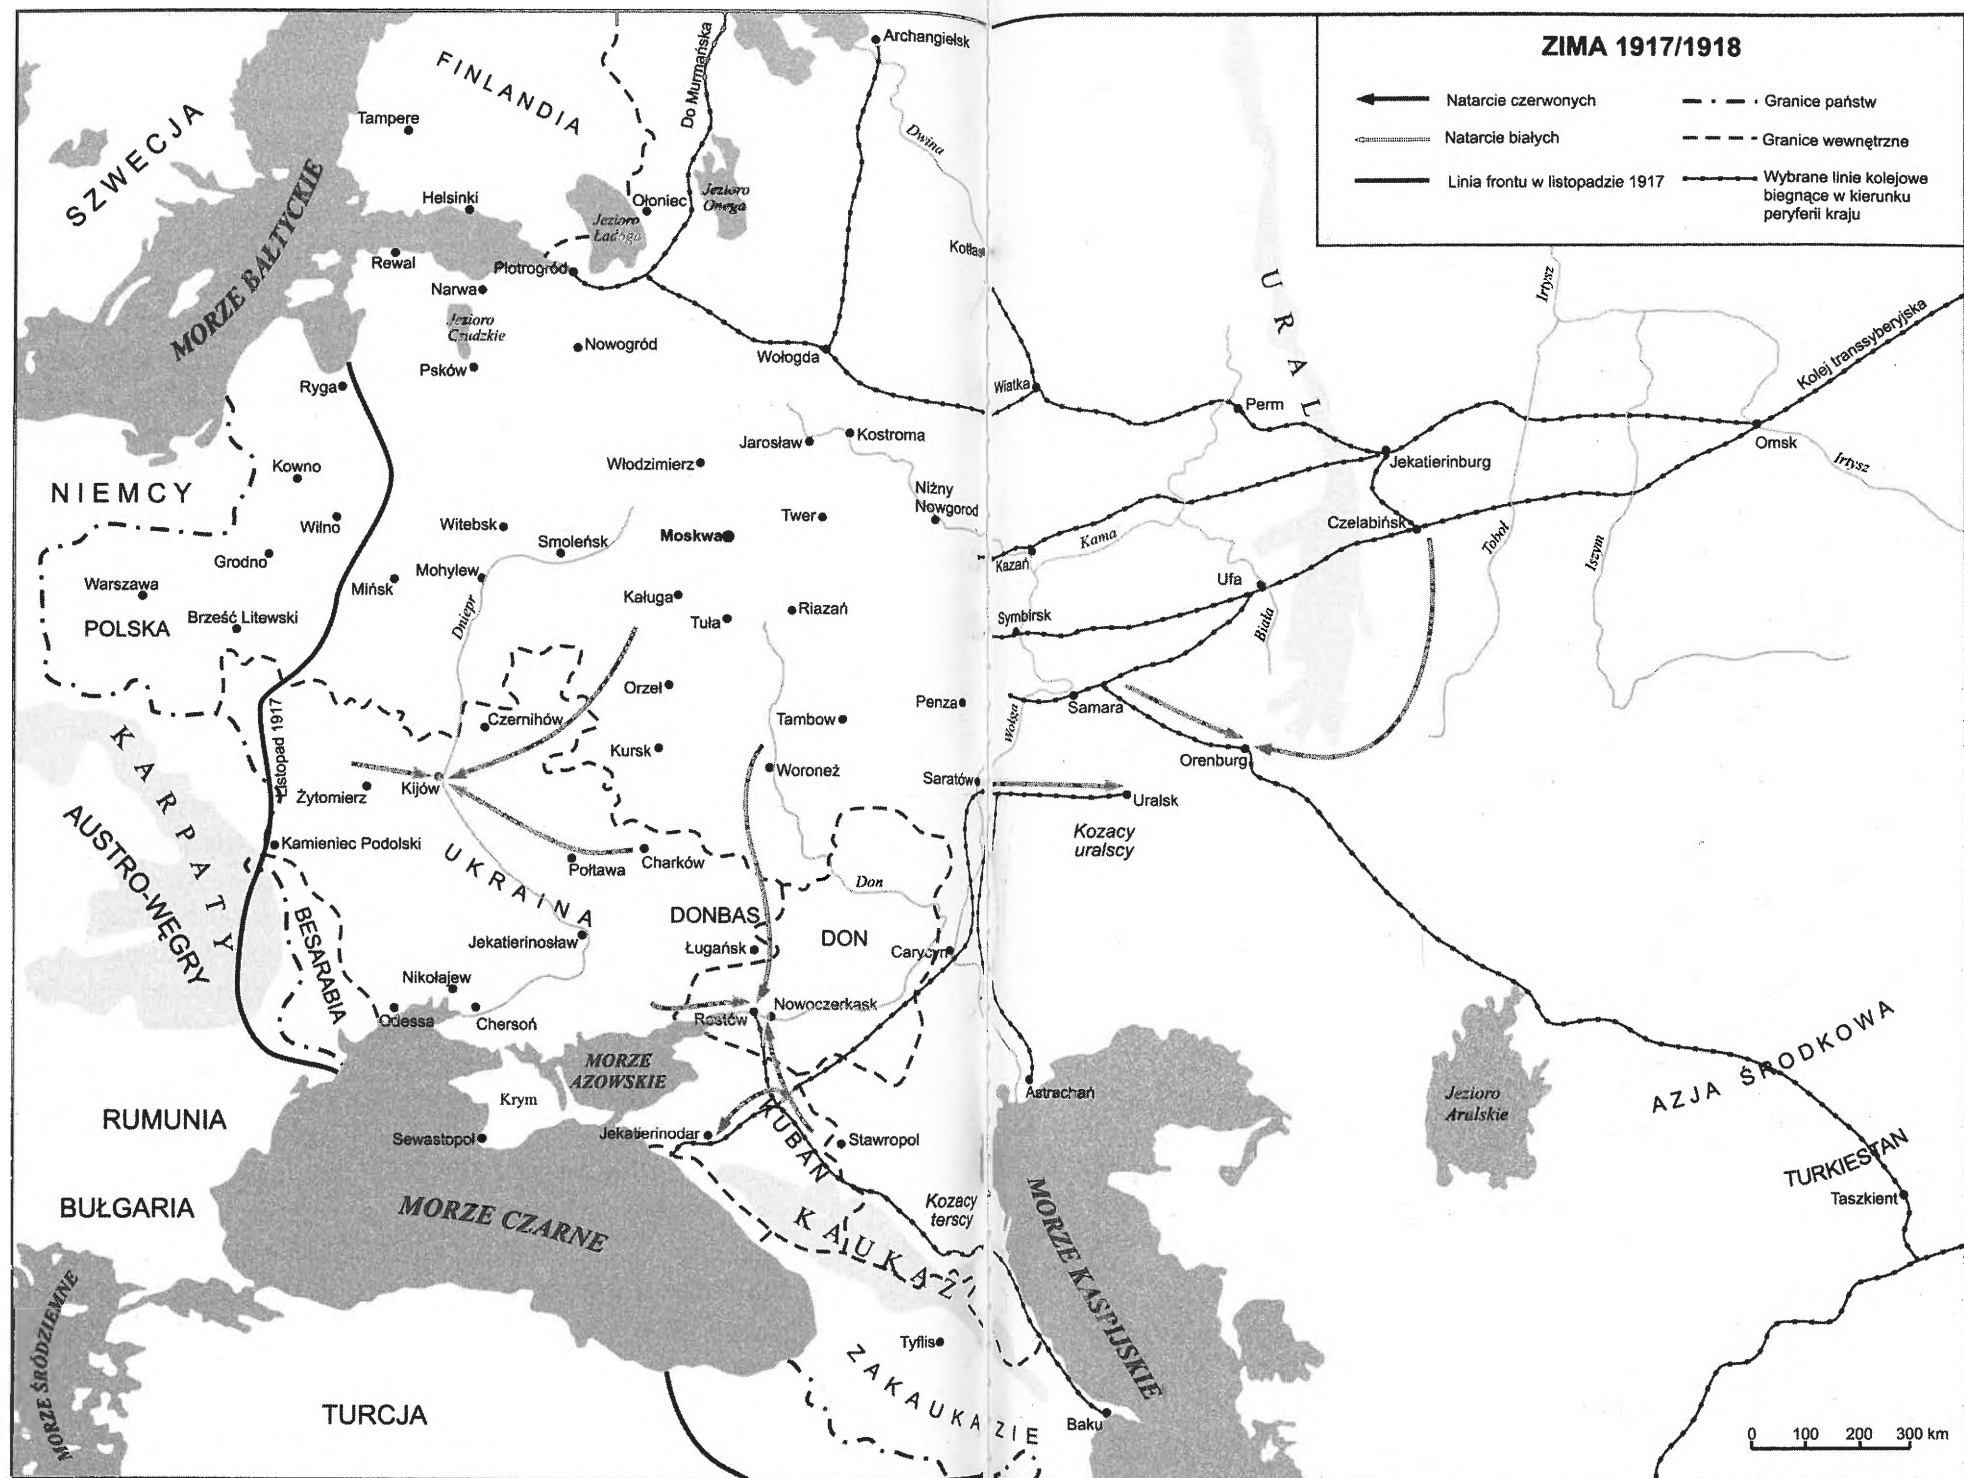 ZIMA 1917/1918
Natarcie czerwonych
Natarcie białych
Linia frontu w listopadzie 1917
Granice państw
Granice wewnętrzne
Wybrane linie kolejowe
biegnące w kierunku
peryferii kraju
Archangielsk
Do Murmańska
FINLANDIA
SZWECJA
Tampere
Dwina
Helsinki
Ołoniec
Jezioro
Onega
Jezioro
Ładoga
MORZE BAŁTYCKIE
Rewal
Piotrogród
Kotłas
Narwa
Jezioro
Czudzkie
Nowogród
Psków
Wołogda
Ryga
Wiatka
URAL
Perm
Irtysz
Kolej transsyberyjska
Omsk
Irtysz
Jekatierinburg
Jarosław
Kostroma
Włodzimierz
Kowno
NIEMCY
Wilno
Niżny
Nowgorod
Witebsk
Twer
Moskwa
Smoleńsk
Czelabińsk
Kama
Toboł
Iszym
Grodno
Kazań
Warszawa
Mińsk
Mohylew
Ufa
POLSKA
Brześć Litewski
Dniepr
Kaługa
Tuła
Riazań
Symbirsk
Biała
Orzeł
Penza
Samara
Wołga
Listopad 1917
Czernihów
Tambow
KARPATY
Kursk
Woroneż
Orenburg
Żytomierz
Kijów
Saratów
Uralsk
Kozacy
uralscy
AUSTRO-WĘGRY
Kamieniec Podolski
UKRAINA
Połtawa
Charków
Don
BESARABIA
DONBAS
DON
Jekatierinosław
Ługańsk
Carycyn
Nikołajew
Odessa
Chersoń
Rostów
Nowoczerkask
MORZE
AZOWSKIE
Krym
Astrachań
Jezioro
Aralskie
AZJA ŚRODKOWA
RUMUNIA
Sewastopol
Jekatierinodar
KUBAŃ
Stawropol
TURKIESTAN
Taszkient
BUŁGARIA
MORZE CZARNE
Kozacy
terscy
KAUKAZ
MORZE KASPIJSKIE
MORZE ŚRÓDZIEMNE
Tyflis
ZAKAUKAZIE
TURCJA
Baku
0 100 200 300 km